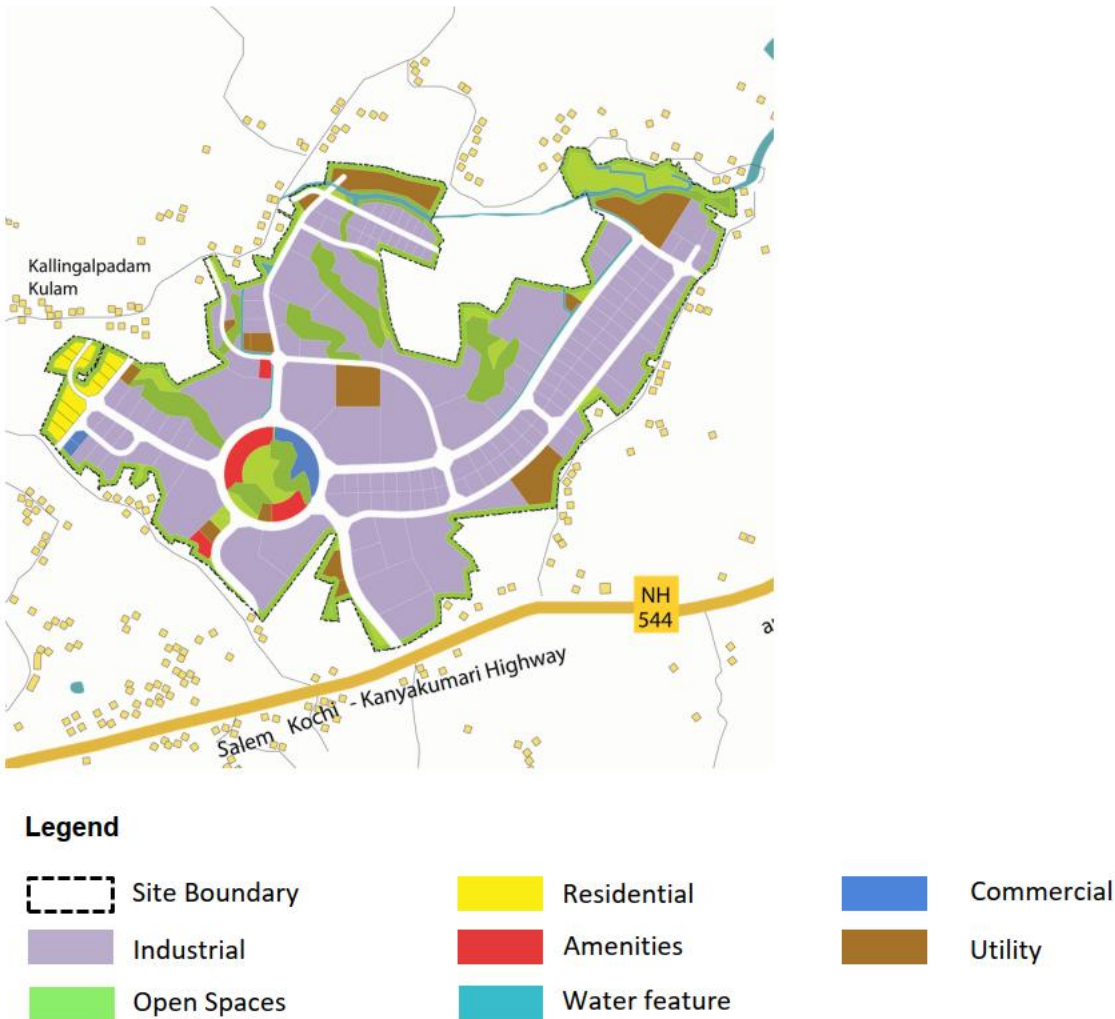 Kallingalpadam
Kulam
NH
544
Salem Kochi - Kanyakumari Highway
Legend
Site Boundary
Residential
Commercial
Industrial
Amenities
Utility
Open Spaces
Water feature